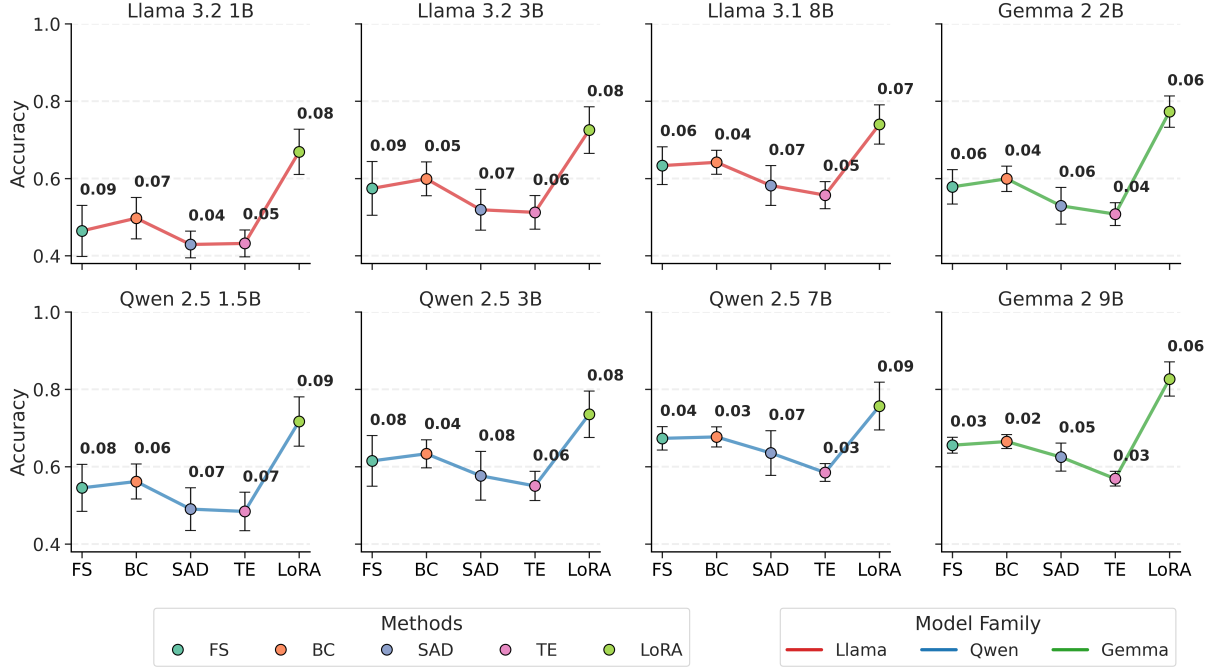 Llama 3.2 1B
Llama 3.2 3B
Llama 3.1 8B
Gemma 2 2B
Accuracy
1.0
0.8
0.6
0.4
0.09
0.07
0.04
0.05
0.08
0.09
0.05
0.07
0.06
0.08
0.06
0.04
0.07
0.05
0.07
0.06
0.04
0.06
0.04
0.06
Qwen 2.5 1.5B
Qwen 2.5 3B
Qwen 2.5 7B
Gemma 2 9B
Accuracy
1.0
0.8
0.6
0.4
0.08
0.06
0.07
0.07
0.09
0.08
0.04
0.08
0.06
0.08
0.04
0.03
0.07
0.03
0.09
0.03
0.02
0.05
0.03
0.06
FS BC SAD TE LoRA
FS BC SAD TE LoRA
FS BC SAD TE LoRA
FS BC SAD TE LoRA
Methods
FS BC SAD TE LoRA
Model Family
Llama Qwen Gemma